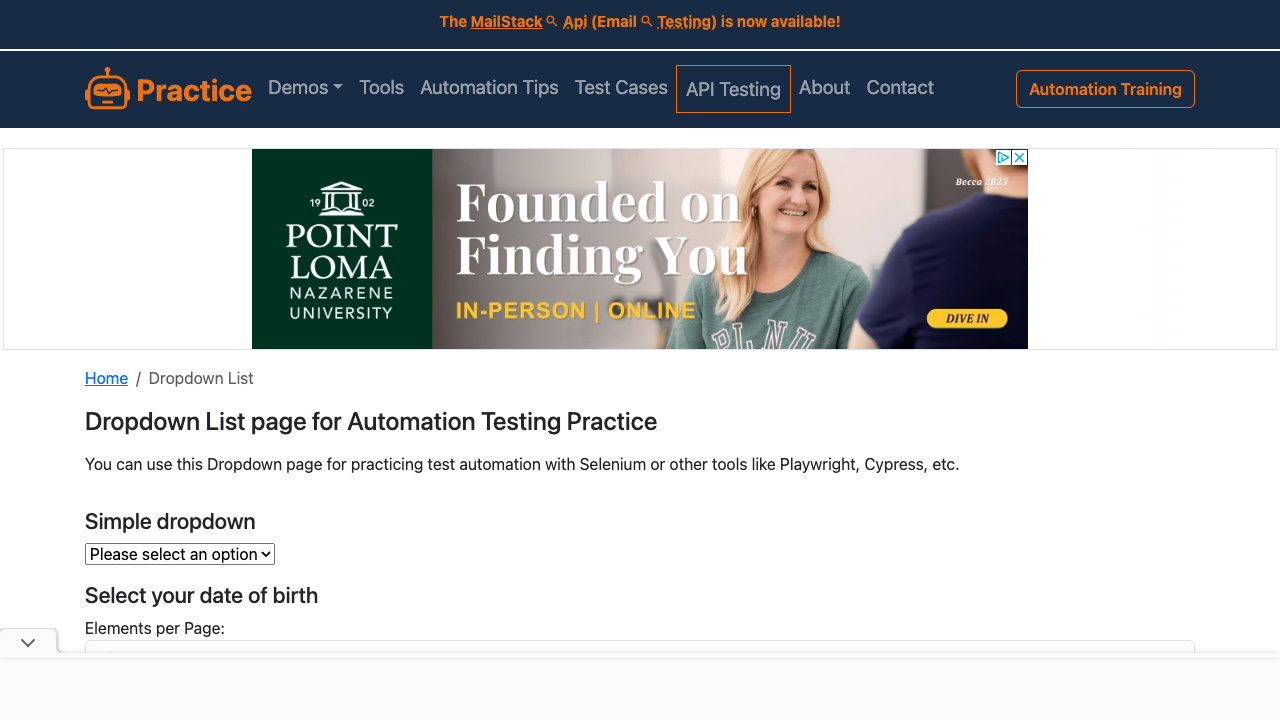 The MailStack Api (Email Testing) is now available!
Practice
Demos
Tools
Automation Tips
Test Cases
API Testing
About
Contact
Automation Training
1902
POINT
LOMA
NAZARENE
UNIVERSITY
Founded on
Finding You
IN-PERSON | ONLINE
Becca 2023
PLNU
DIVE IN
Home / Dropdown List
Dropdown List page for Automation Testing Practice
You can use this Dropdown page for practicing test automation with Selenium or other tools like Playwright, Cypress, etc.
Simple dropdown
Please select an option
Select your date of birth
Elements per Page: